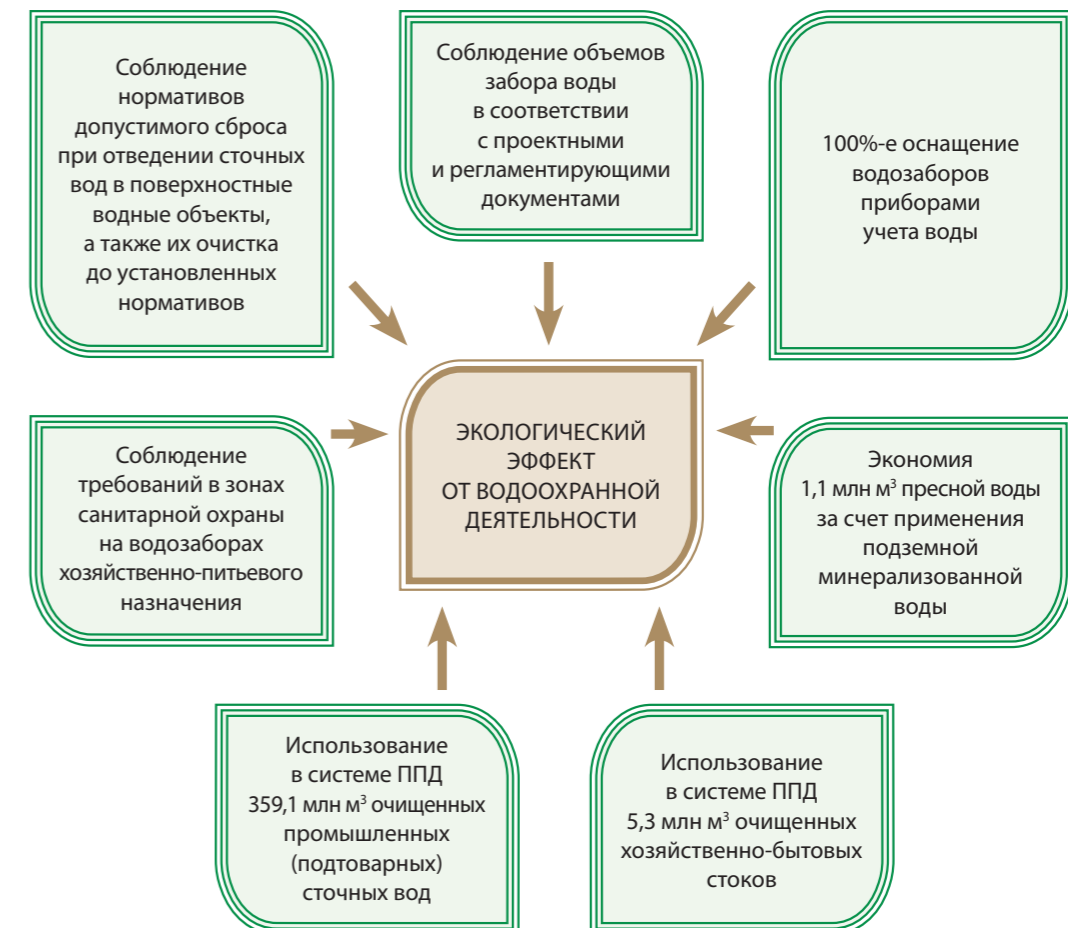 Соблюдение
нормативов
допустимого сброса
при отведении сточных
вод в поверхностные
водные объекты,
а также их очистка
до установленных
нормативов
Соблюдение объемов
забора воды
в соответствии
с проектными
и регламентирующими
документами
100%-е оснащение
водозаборов
приборами
учета воды
Соблюдение
требований в зонах
санитарной охраны
на водозаборах
хозяйственно-питьевого
назначения
ЭКОЛОГИЧЕСКИЙ
ЭФФЕКТ
ОТ ВОДООХРАННОЙ
ДЕЯТЕЛЬНОСТИ
Экономия
1,1 млн м³ пресной воды
за счет применения
подземной
минерализованной
воды
Использование
в системе ППД
359,1 млн м³ очищенных
промышленных
(подтоварных)
сточных вод
Использование
в системе ППД
5,3 млн м³ очищенных
хозяйственно-бытовых
стоков